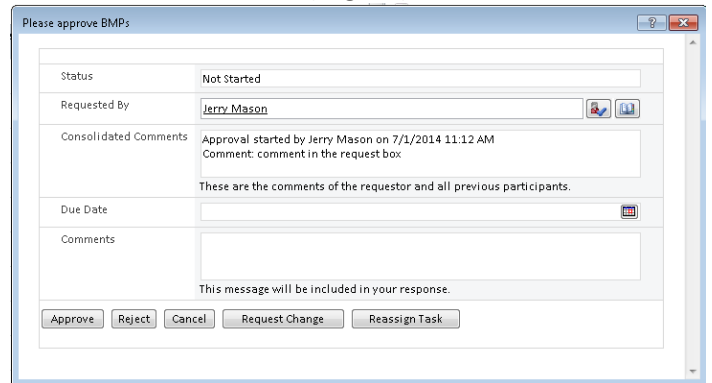 Please approve BMPs
?
Status
Not Started
Requested By
Jerry Mason
Consolidated Comments
Approval started by Jerry Mason on 7/1/2014 11:12 AM
Comment: comment in the request box
These are the comments of the requestor and all previous participants.
Due Date
Comments
This message will be included in your response.
Approve Reject Cancel Request Change Reassign Task